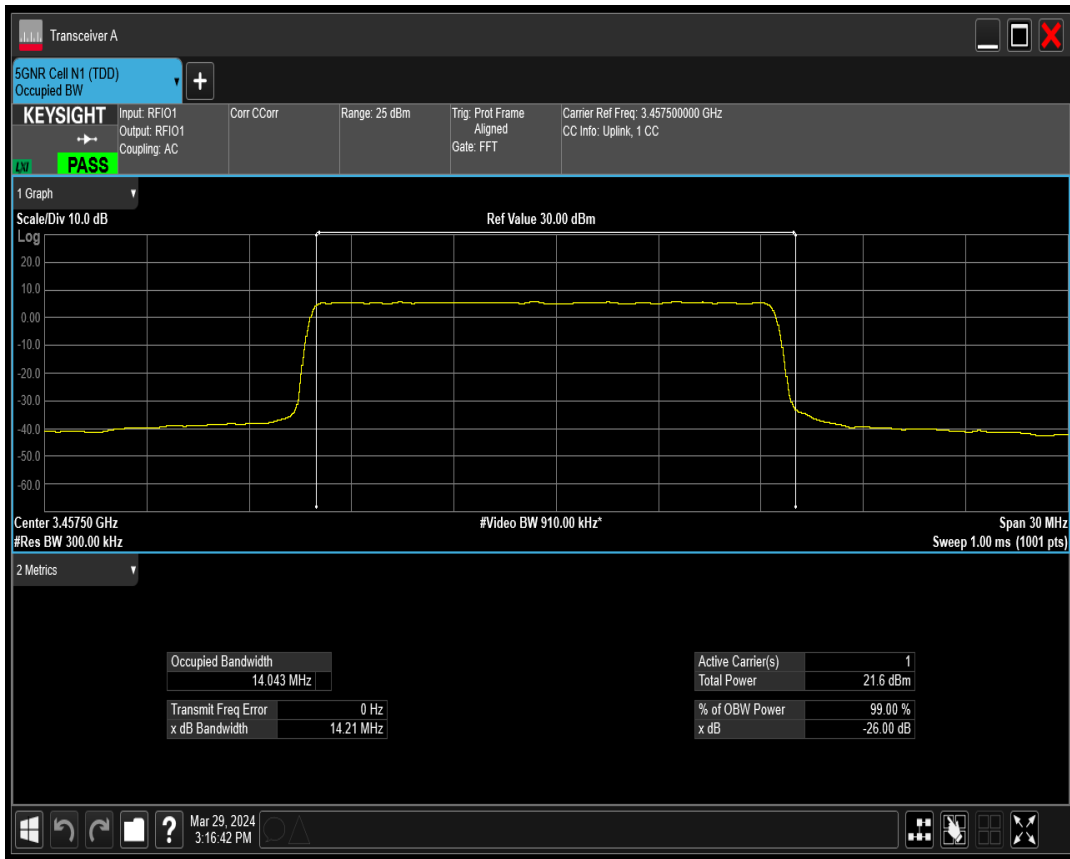 Transceiver A
5GNR Cell N1 (TDD)
Occupied BW
+
KEYSIGHT
LXI
PASS
Input: RFIO1
Output: RFIO1
Coupling: AC
Corr CCorr
Range: 25 dBm
Trig: Prot Frame
Aligned
Gate: FFT
Carrier Ref Freq: 3.457500000 GHz
CC Info: Uplink, 1 CC
1 Graph
Scale/Div 10.0 dB
Ref Value 30.00 dBm
Log
20.0
10.0
0.00
-10.0
-20.0
-30.0
-40.0
-50.0
-60.0
Center 3.45750 GHz
#Video BW 910.00 kHz*
Span 30 MHz
#Res BW 300.00 kHz
Sweep 1.00 ms (1001 pts)
2 Metrics
Occupied Bandwidth
14.043 MHz
Transmit Freq Error 0 Hz
x dB Bandwidth 14.21 MHz
Active Carrier(s) 1
Total Power 21.6 dBm
% of OBW Power 99.00 %
x dB -26.00 dB
?
Mar 29, 2024
3:16:42 PM